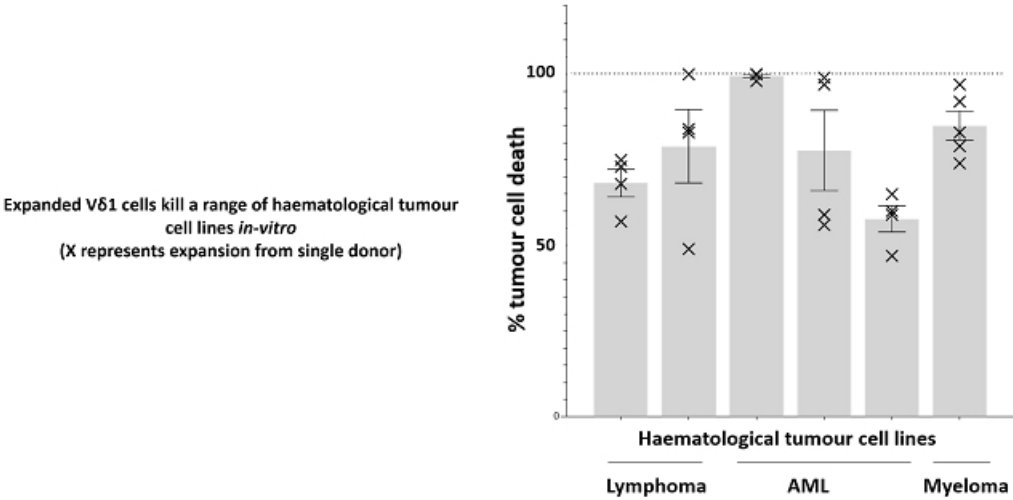 Expanded Vδ1 cells kill a range of haematological tumour
cell lines in-vitro
(X represents expansion from single donor)
% tumour cell death
100
50
0
Haematological tumour cell lines
Lymphoma
AML
Myeloma